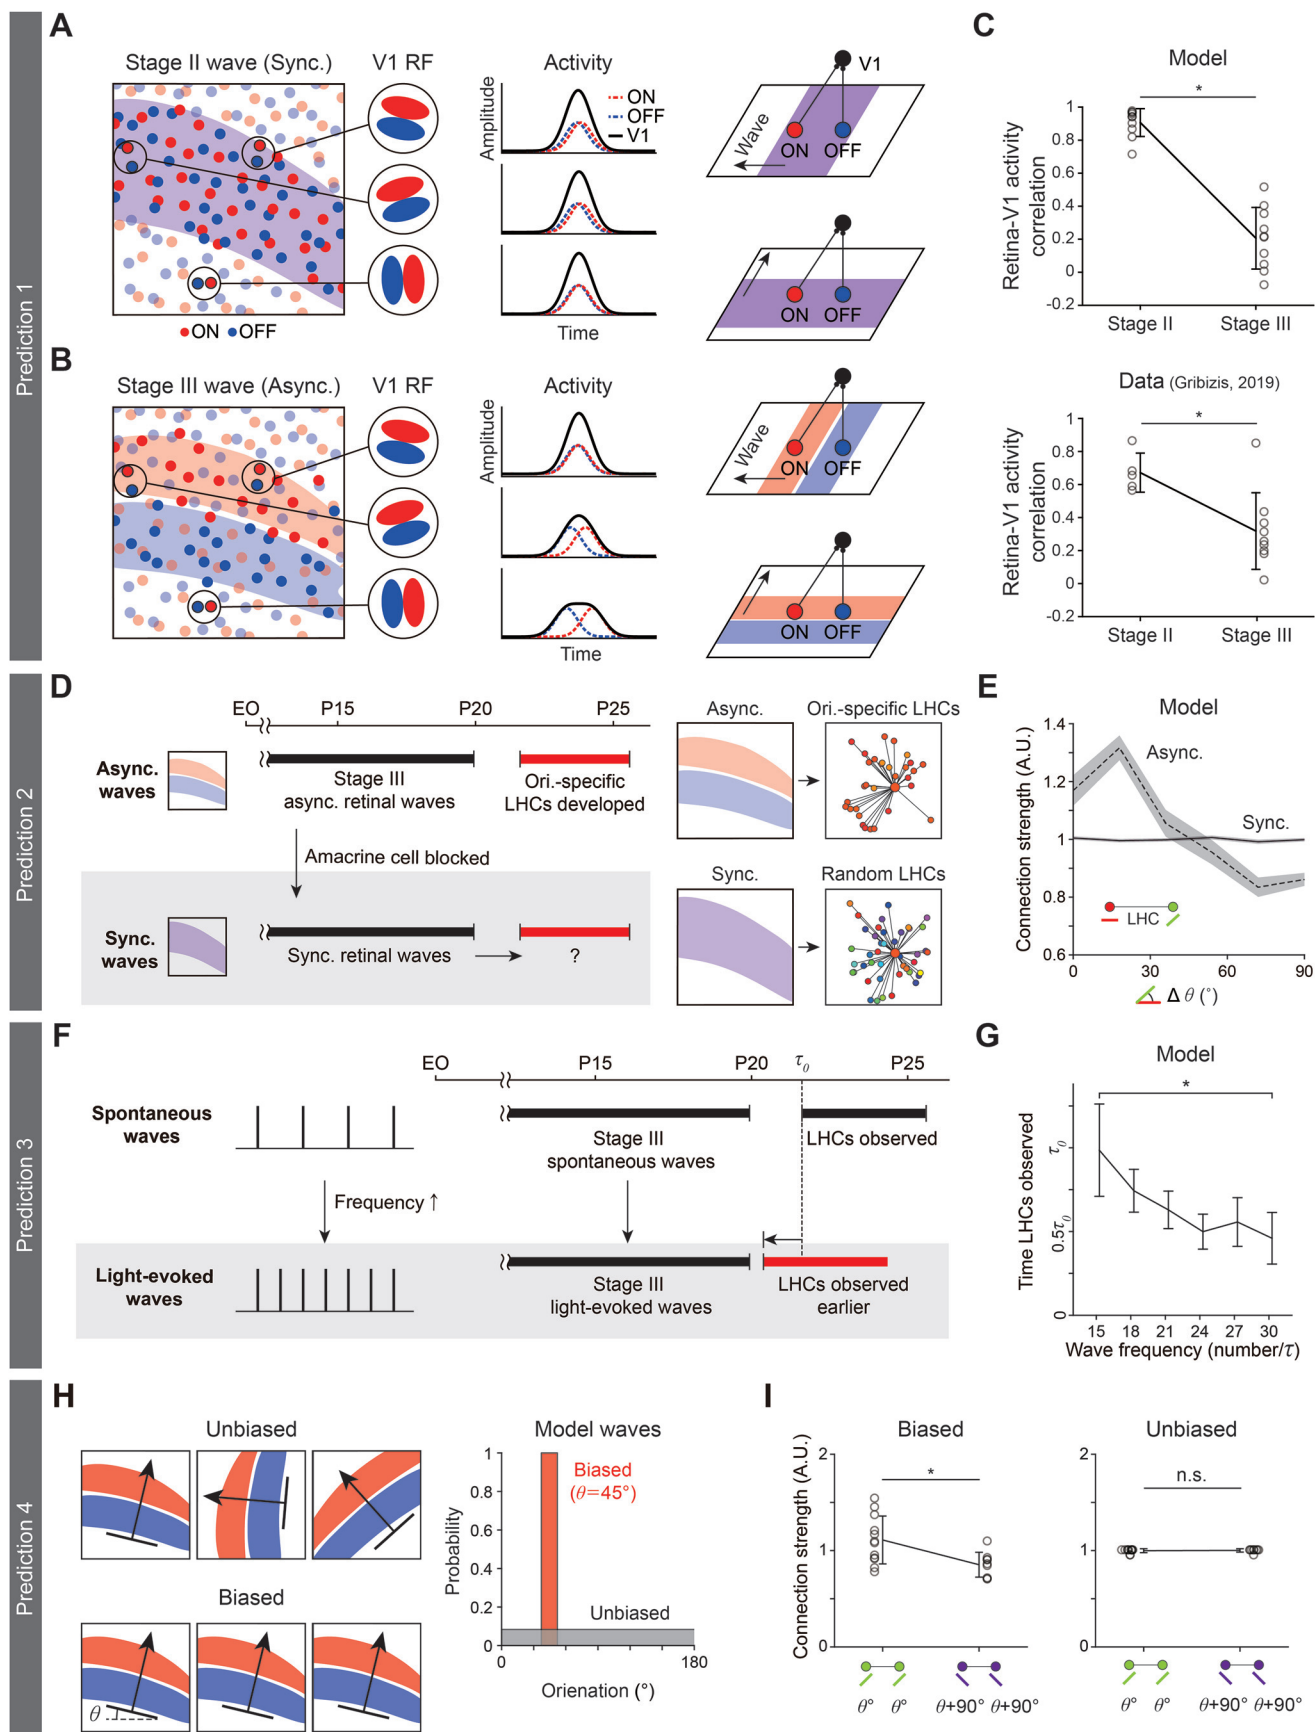 Prediction 1
A
Stage II wave (Sync.)
V1 RF
ON OFF
Activity
Amplitude
ON
OFF
V1
Time
V1
Wave
ON OFF
ON OFF
B
Stage III wave (Async.)
V1 RF
Activity
Amplitude
Time
Wave
ON OFF
ON OFF
C
Model
*
Retina-V1 activity
correlation
1
0.8
0.6
0.4
0.2
0
-0.2
Stage II Stage III
Data (Gribizis, 2019)
*
Retina-V1 activity
correlation
1
0.8
0.6
0.4
0.2
0
-0.2
Stage II Stage III
Prediction 2
D
EO P15 P20 P25
Async.
waves
Stage III
async. retinal waves
Ori.-specific
LHCs developed
Amacrine cell blocked
Sync.
waves
Sync. retinal waves
?
Async. Ori.-specific LHCs
Sync. Random LHCs
E
Model
Connection strength (A.U.)
1.4
1.2
1
0.8
0.6
Async.
Sync.
LHC
0 30 60 90
Δ θ (°)
Prediction 3
F
EO P15 P20 τ0 P25
Spontaneous
waves
Stage III
spontaneous waves
LHCs observed
Frequency ↑
Light-evoked
waves
Stage III
light-evoked waves
LHCs observed
earlier
G
Model
*
Time LHCs observed
τ0
0.5τ0
0
15 18 21 24 27 30
Wave frequency (number/τ)
Prediction 4
H
Unbiased
Biased
θ
Model waves
Probability
1
0.8
0.6
0.4
0.2
0
Biased
(θ=45°)
Unbiased
0 180
Orienation (°)
I
Biased
Connection strength (A.U.)
2
1
0
*
θ° θ° θ+90° θ+90°
Unbiased
2
1
0
n.s.
θ° θ° θ+90° θ+90°